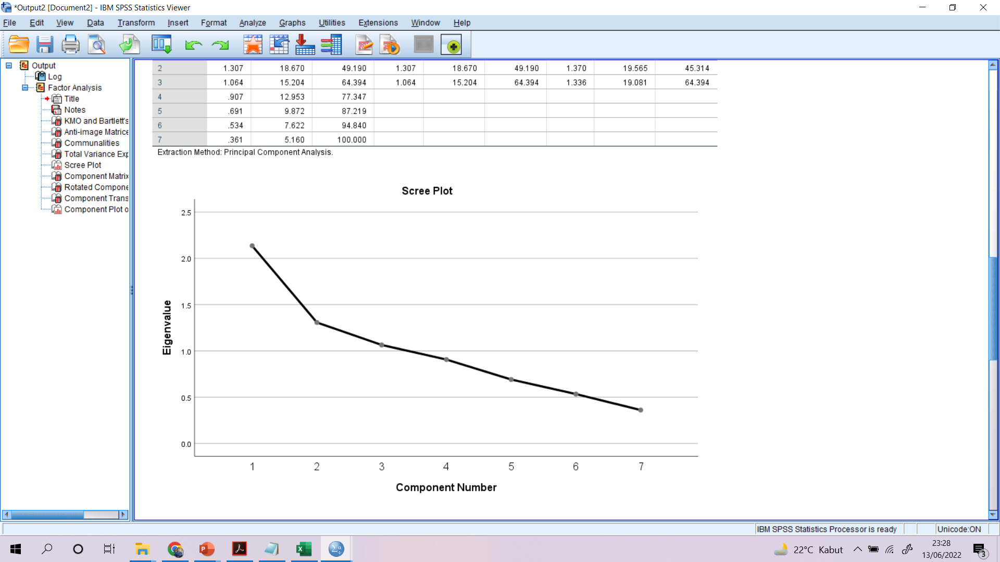 *Output2 [Document2] - IBM SPSS Statistics Viewer
File Edit View Data Transform Insert Format Analyze Graphs Utilities Extensions Window Help
Output
Log
Factor Analysis
Title
Notes
KMO and Bartlett's
Anti-image Matrice
Communalities
Total Variance Exp
Scree Plot
Component Matrix
Rotated Compone
Component Trans
Component Plot o
2 1.307 18.670 49.190 1.307 18.670 49.190 1.370 19.565 45.314
3 1.064 15.204 64.394 1.064 15.204 64.394 1.336 19.081 64.394
4 .907 12.953 77.347
5 .691 9.872 87.219
6 .534 7.622 94.840
7 .361 5.160 100.000
Extraction Method: Principal Component Analysis.
Scree Plot
2.5
2.0
1.5
1.0
0.5
0.0
Eigenvalue
1 2 3 4 5 6 7
Component Number
IBM SPSS Statistics Processor is ready Unicode:ON
22°C Kabut
23:28
13/06/2022
3